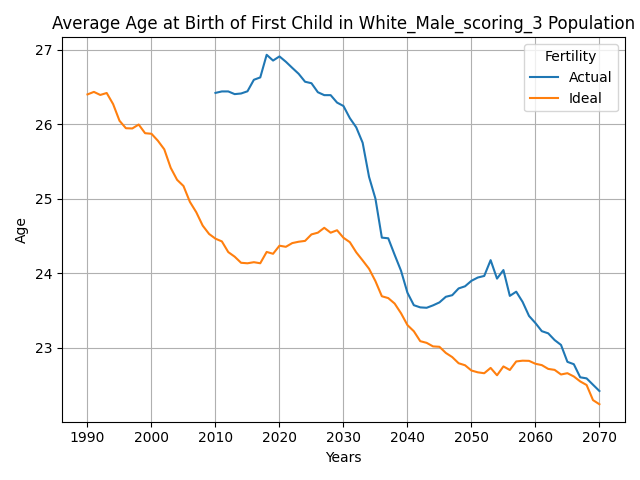 Average Age at Birth of First Child in White_Male_scoring_3 Population
Fertility
Actual
Ideal
27
26
25
24
23
Age
1990 2000 2010 2020 2030 2040 2050 2060 2070
Years